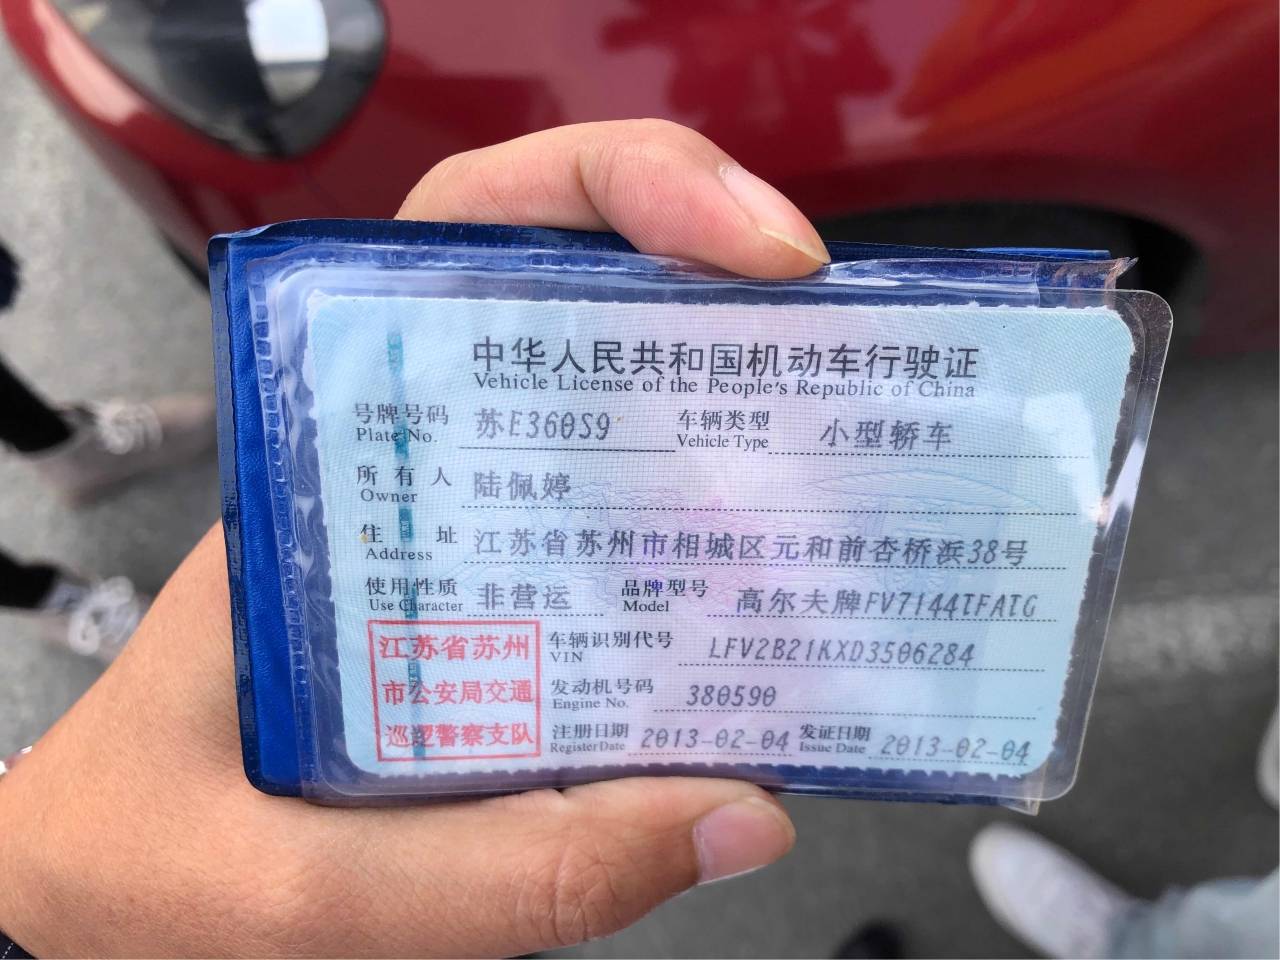 中华人民共和国机动车行驶证
Vehicle License of the People's Republic of China
号牌号码 苏E360S9 车辆类型 小型轿车
Plate No. Vehicle Type
所有人 陆佩婷
Owner
住址 江苏省苏州市相城区元和前杏桥浜38号
Address
使用性质 非营运 品牌型号 高尔夫牌FV7144TFATG
Use Character Model
江苏省苏州
市公安局交通
巡逻警察支队
车辆识别代号 LFV2B21KXD3506284
VIN
发动机号码 380590
Engine No.
注册日期 2013-02-04 发证日期 2013-02-04
Register Date Issue Date